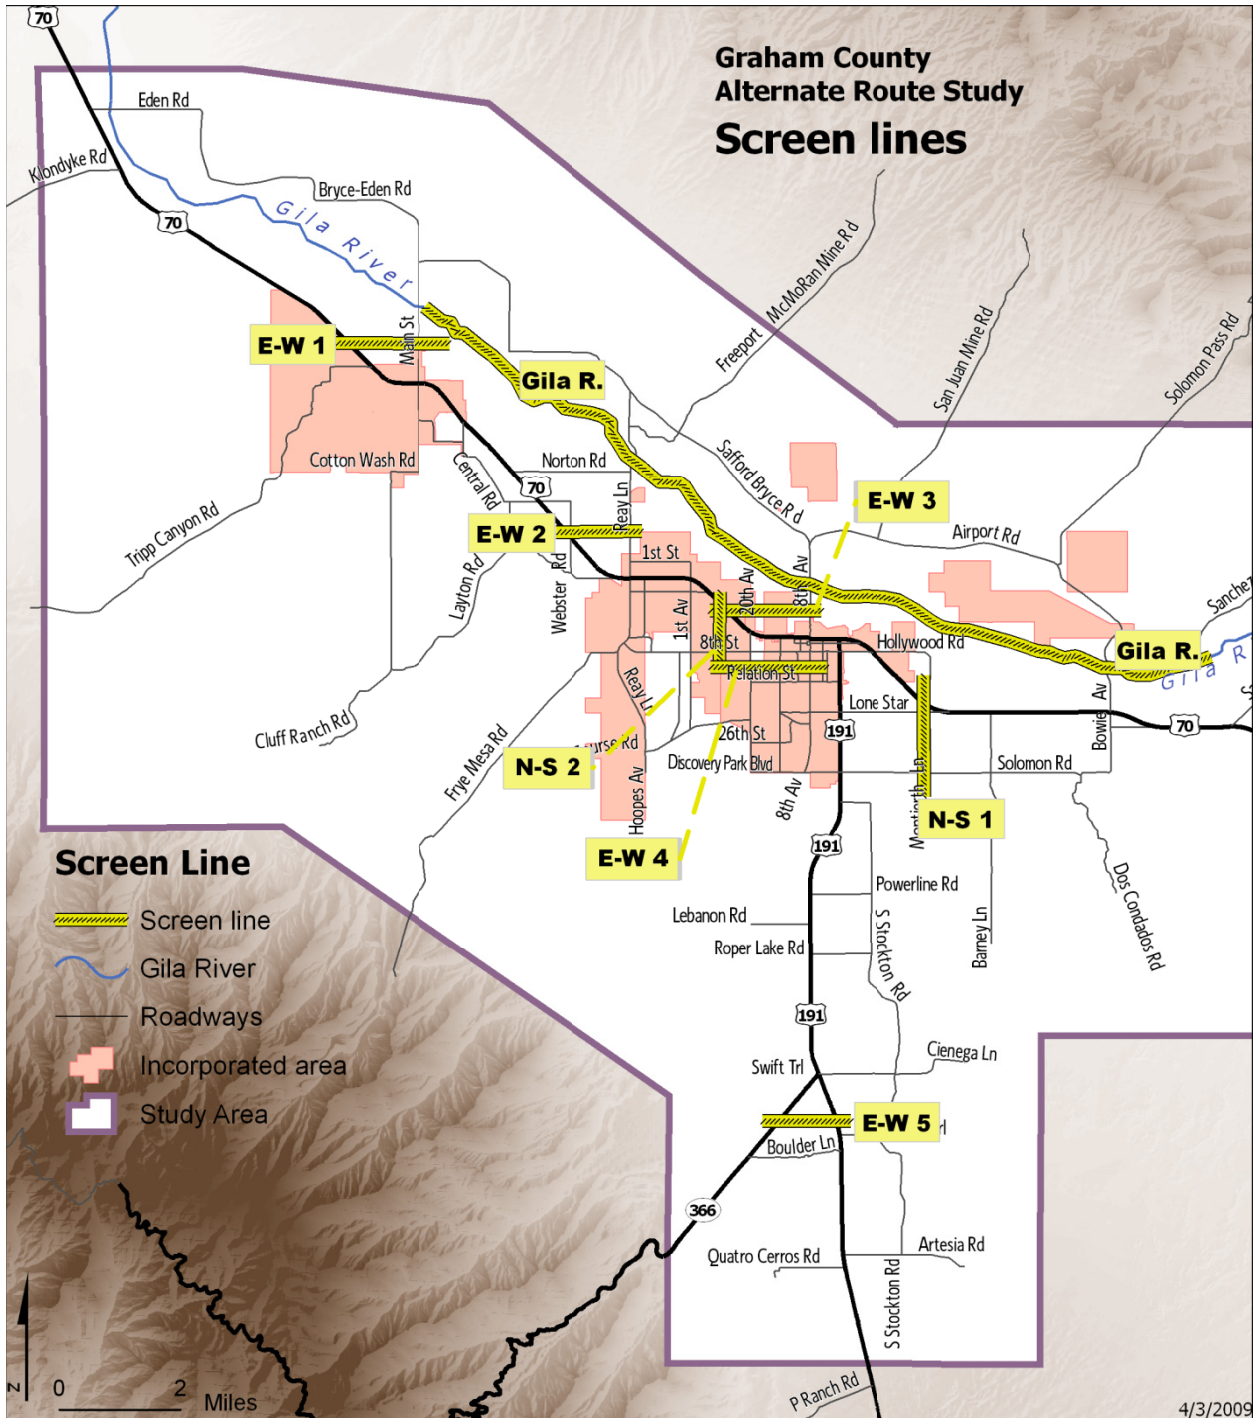 70
Graham County
Alternate Route Study
Screen lines
Eden Rd
Klondyke Rd
Bryce-Eden Rd
70
Gila River
McMoRan Mine Rd
Freeport
San Juan Mine Rd
Solomon Pass Rd
E-W 1
Main St
Gila R.
Cotton Wash Rd
Central Rd
Norton Rd
70
Reay Ln
Safford Bryce Rd
E-W 3
Tripp Canyon Rd
E-W 2
Airport Rd
1st St
Layton Rd
Webster Rd
1st Av
20th Av
8th Av
Sanchez
8th St
Hollywood Rd
Gila R.
Gila R
Relation St
Reay Ln
Lone Star
Bowie Av
70
Cluff Ranch Rd
Frye Mesa Rd
26th St
191
urse Rd
N-S 2
Discovery Park Blvd
Solomon Rd
Hoopes Av
8th Av
N-S 1
191
E-W 4
Screen Line
Screen line
Gila River
Roadways
Incorporated area
Study Area
Powerline Rd
Lebanon Rd
Roper Lake Rd
S Stockton Rd
Barney Ln
Dos Condados Rd
191
Swift Trl
Cienega Ln
E-W 5
rl
Boulder Ln
366
Quatro Cerros Rd
Artesia Rd
S Stockton Rd
P Ranch Rd
N
0 2
Miles
4/3/2009